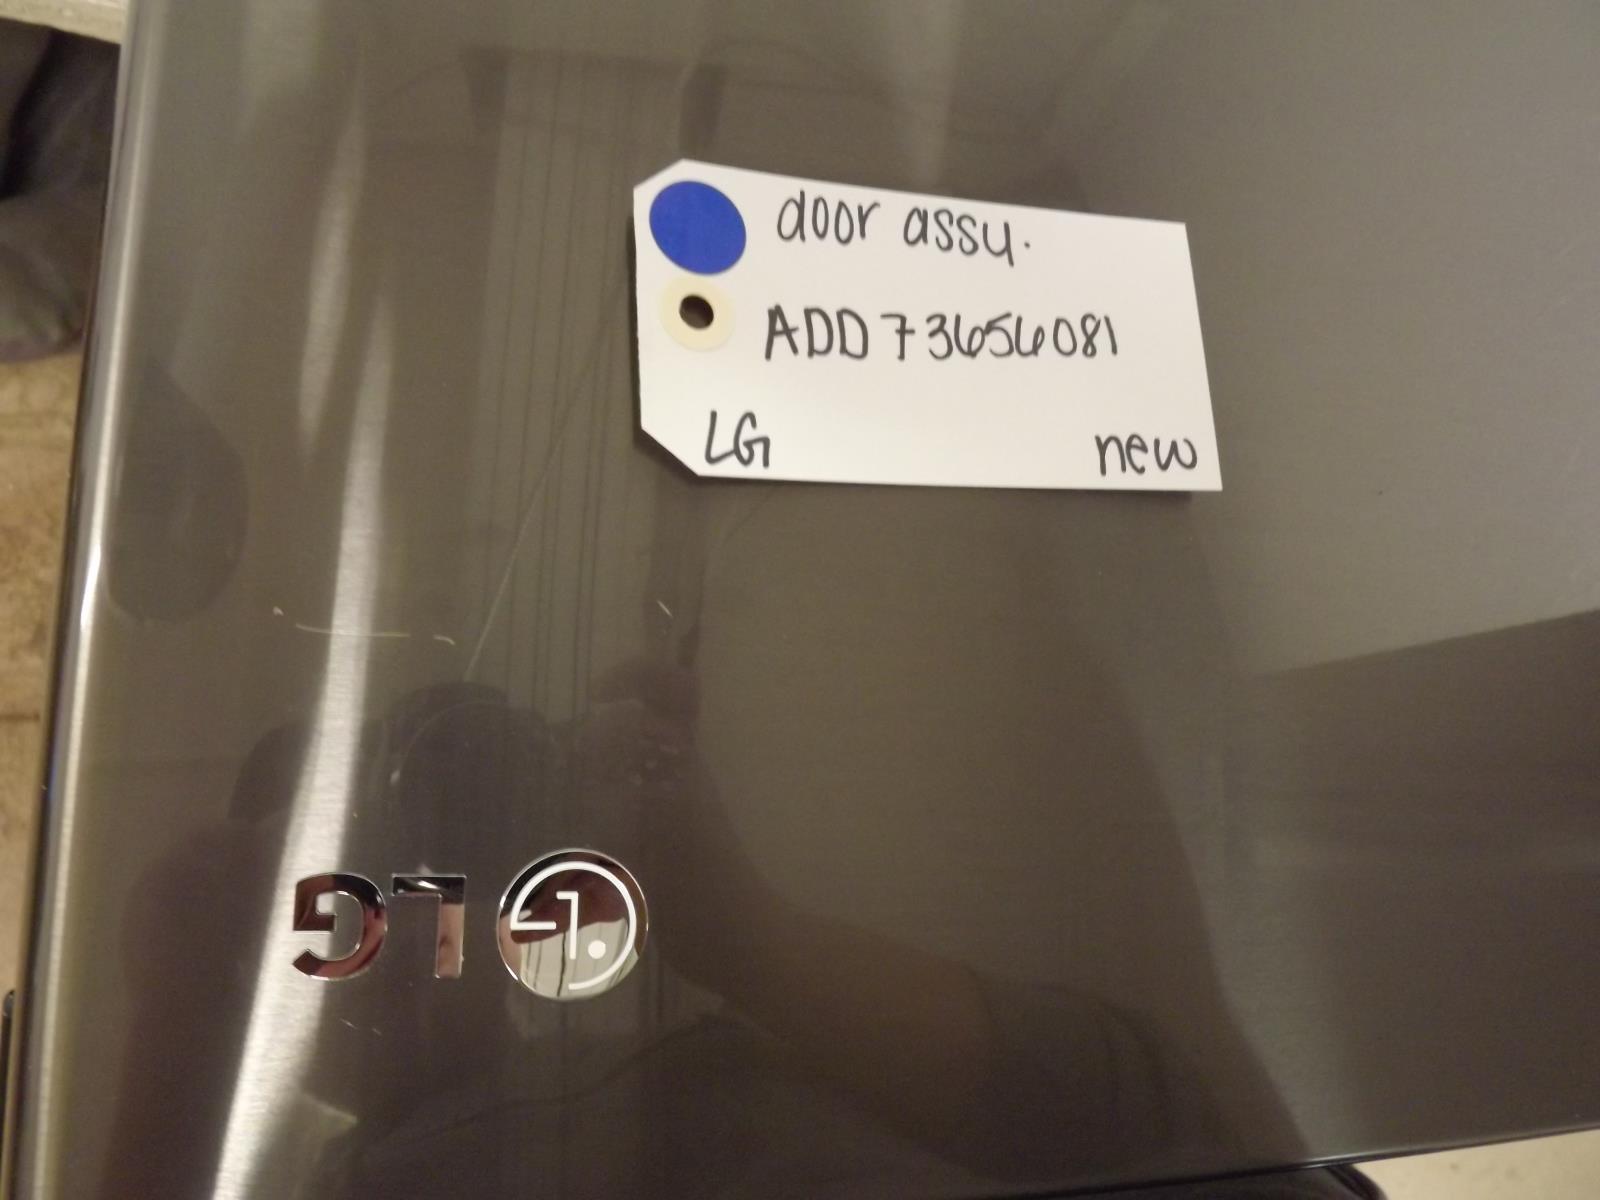 door assy.
ADD73656081
LG new
LG